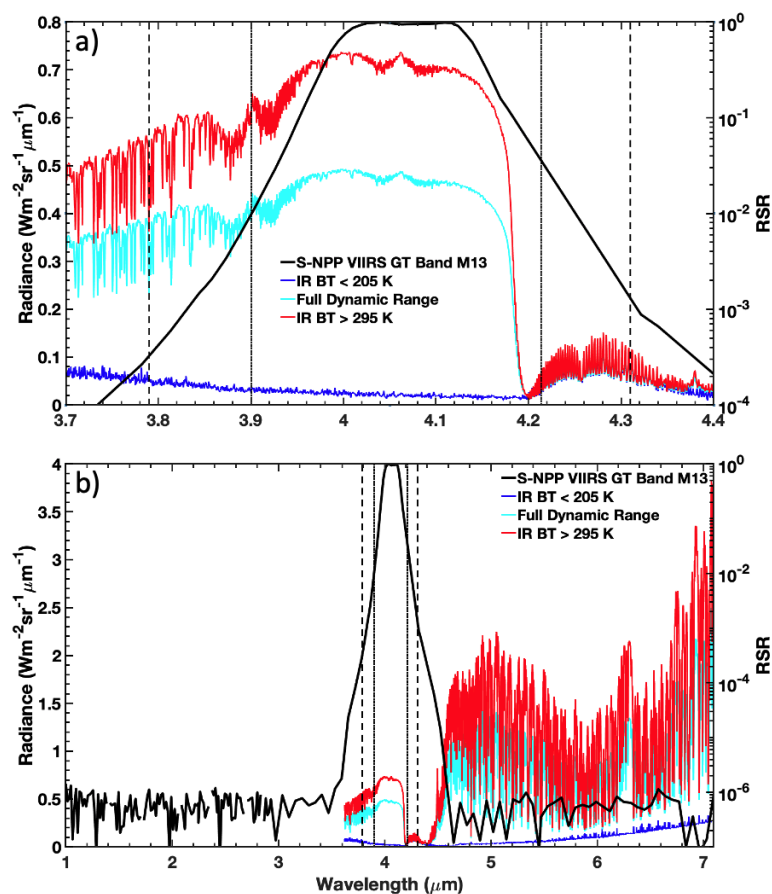 a)
0.8
0.7
0.6
0.5
0.4
0.3
0.2
0.1
0
Radiance (Wm⁻²sr⁻¹ μm⁻¹)
S-NPP VIIRS GT Band M13
IR BT < 205 K
Full Dynamic Range
IR BT > 295 K
10⁰
10⁻¹
10⁻²
10⁻³
10⁻⁴
RSR
3.7 3.8 3.9 4 4.1 4.2 4.3 4.4
b)
4
3.5
3
2.5
2
1.5
1
0.5
0
Radiance (Wm⁻²sr⁻¹μm⁻¹)
S-NPP VIIRS GT Band M13
IR BT < 205 K
Full Dynamic Range
IR BT > 295 K
10⁰
10⁻²
10⁻⁴
10⁻⁶
RSR
1 2 3 4 5 6 7
Wavelength (μm)